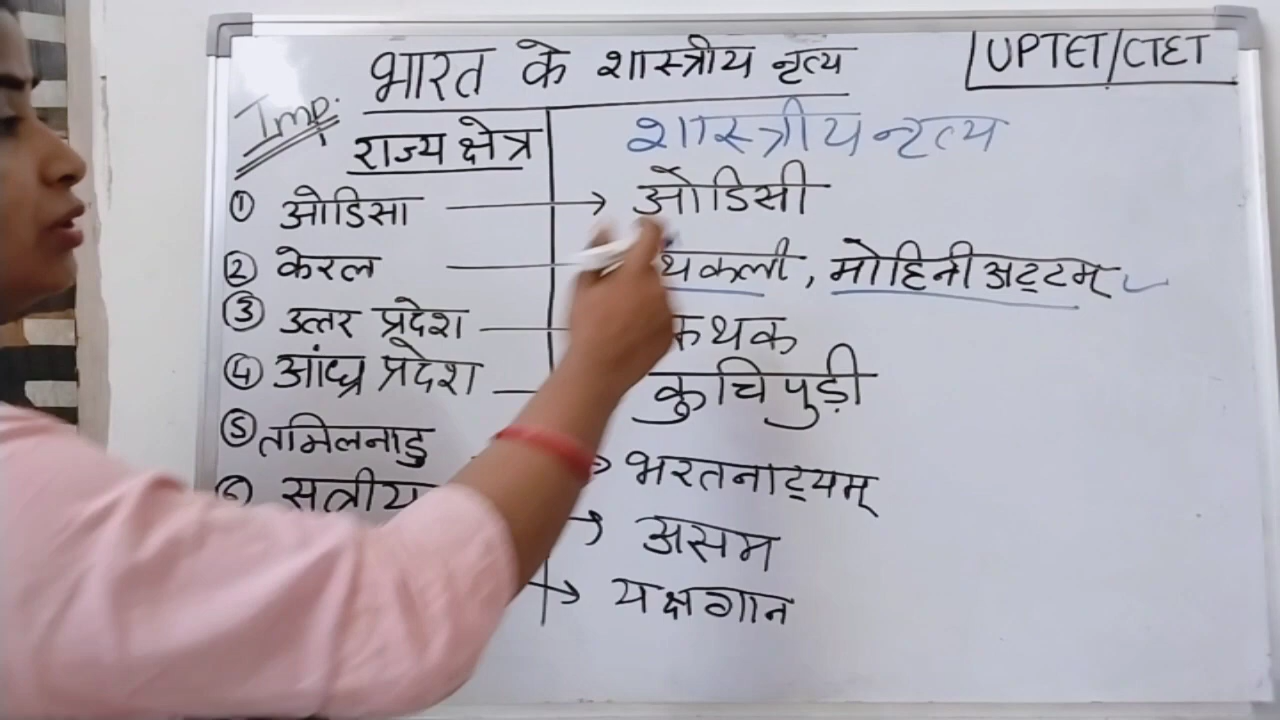 भारत के शास्त्रीय नृत्य
UPTET/CTET
Imp.
राज्य क्षेत्र शास्त्रीय नृत्य
① ओडिसा → ओडिसी
② केरल थकली, मोहिनीअट्टम्
③ उत्तर प्रदेश कथक
④ आंध्र प्रदेश कुचिपुड़ी
⑤ तमिलनाडु → भरतनाट्यम्
⑥ सत्रीय → असम
→ यक्षगान